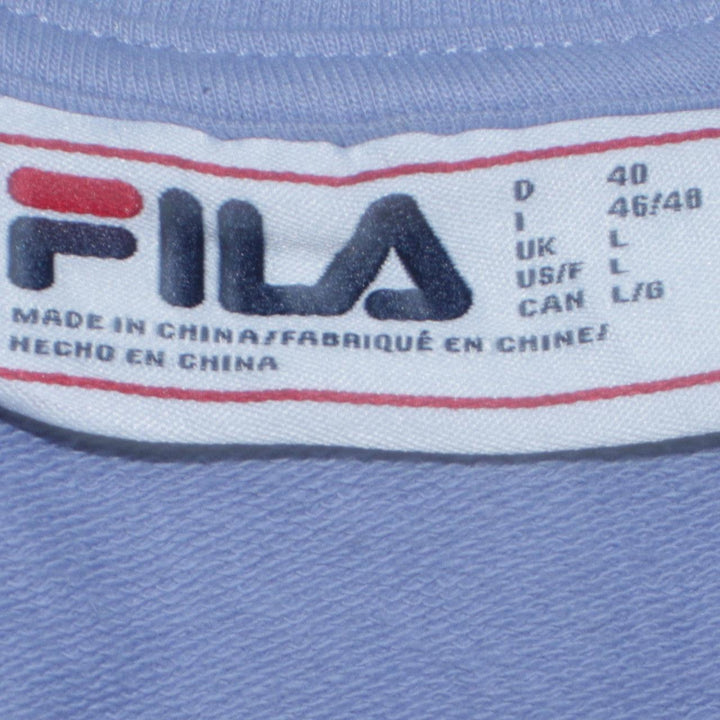 FILA
D 40
I 46/48
UK L
US/F L
CAN L/G
MADE IN CHINA/FABRIQUÉ EN CHINE/
HECHO EN CHINA